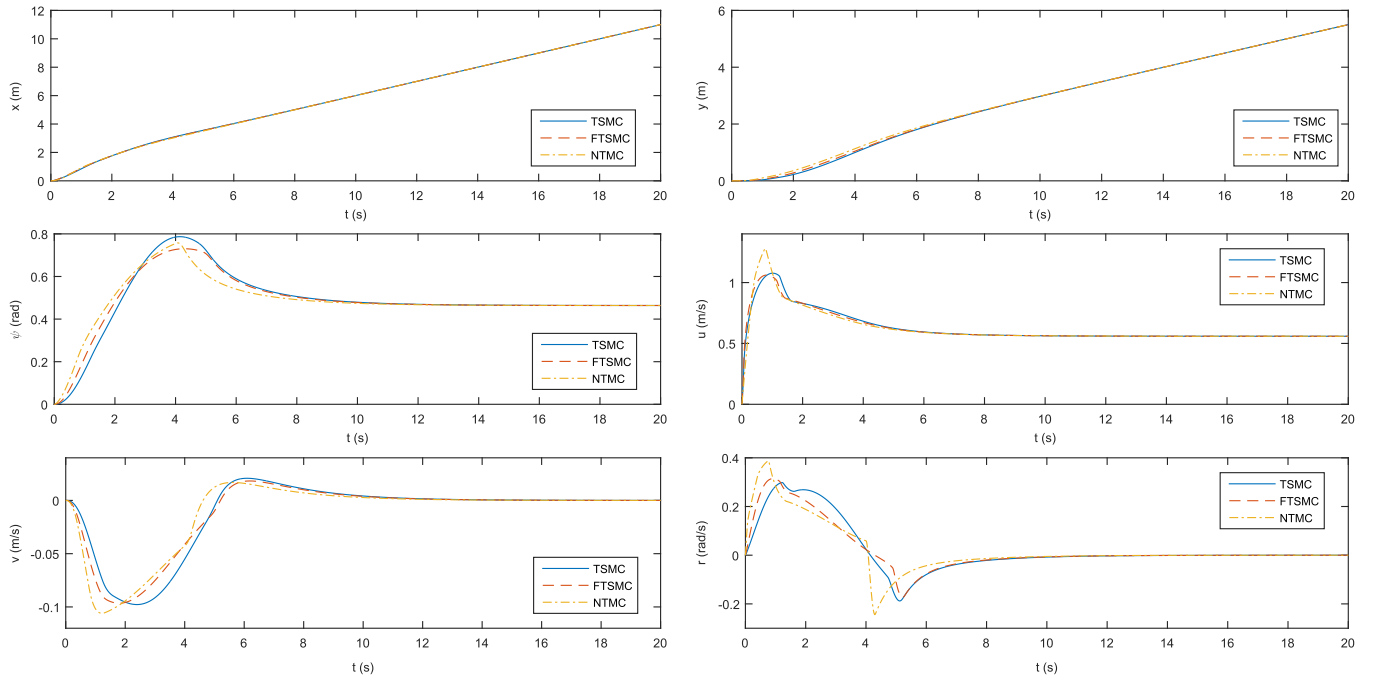 12
10
8
6
4
2
0
x (m)
0 2 4 6 8 10 12 14 16 18 20
t (s)
TSMC
FTSMC
NTMC
6
4
2
0
y (m)
0 2 4 6 8 10 12 14 16 18 20
t (s)
TSMC
FTSMC
NTMC
0.8
0.6
0.4
0.2
0
ψ (rad)
0 2 4 6 8 10 12 14 16 18 20
t (s)
TSMC
FTSMC
NTMC
1
0.5
0
u (m/s)
0 2 4 6 8 10 12 14 16 18 20
t (s)
TSMC
FTSMC
NTMC
0
-0.05
-0.1
v (m/s)
0 2 4 6 8 10 12 14 16 18 20
t (s)
TSMC
FTSMC
NTMC
0.4
0.2
0
-0.2
r (rad/s)
0 2 4 6 8 10 12 14 16 18 20
t (s)
TSMC
FTSMC
NTMC